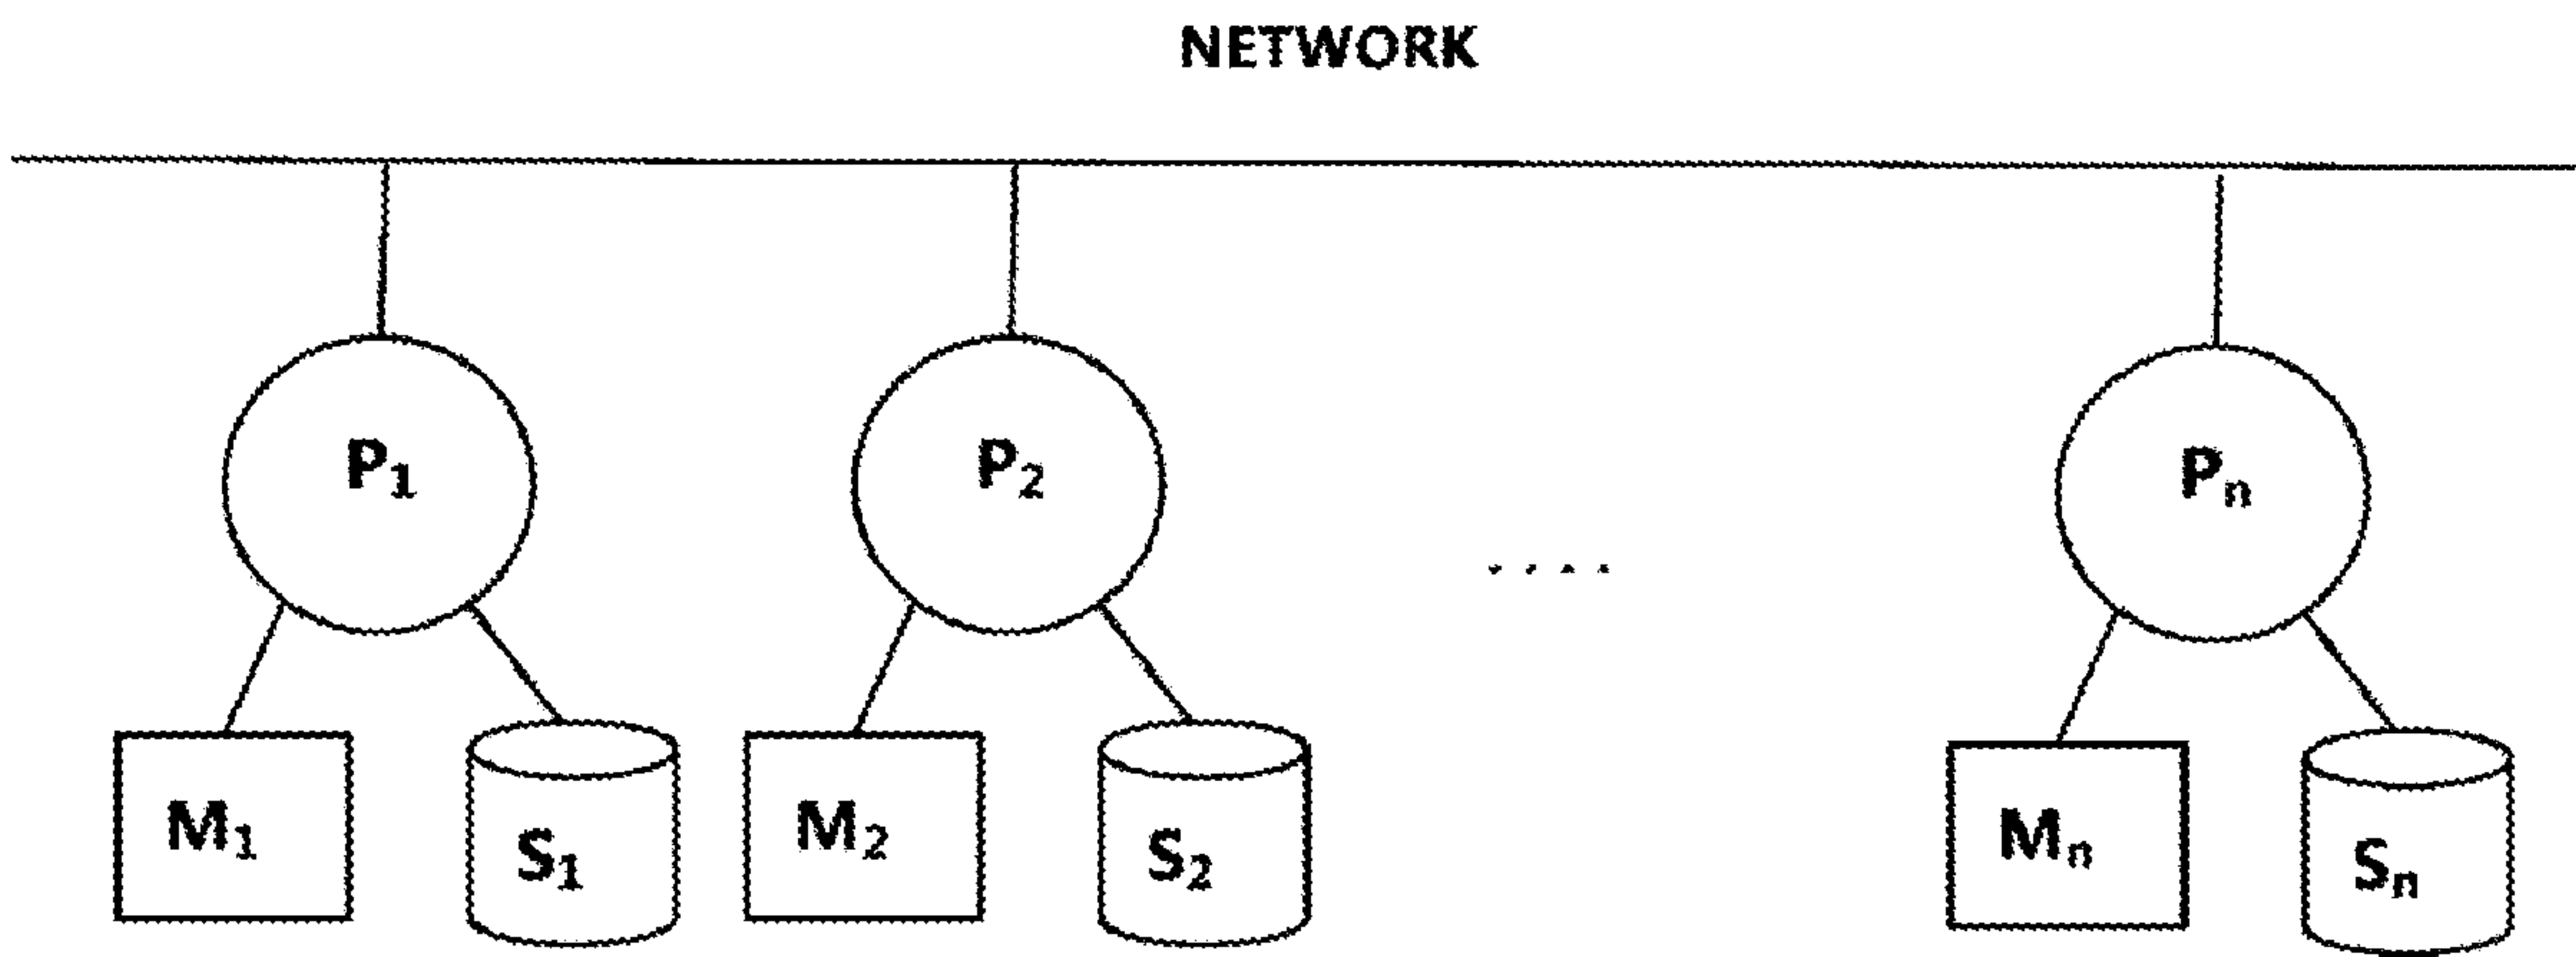 NETWORK
P₁ P₂ Pₙ
. . . .
M₁ S₁ M₂ S₂ Mₙ Sₙ